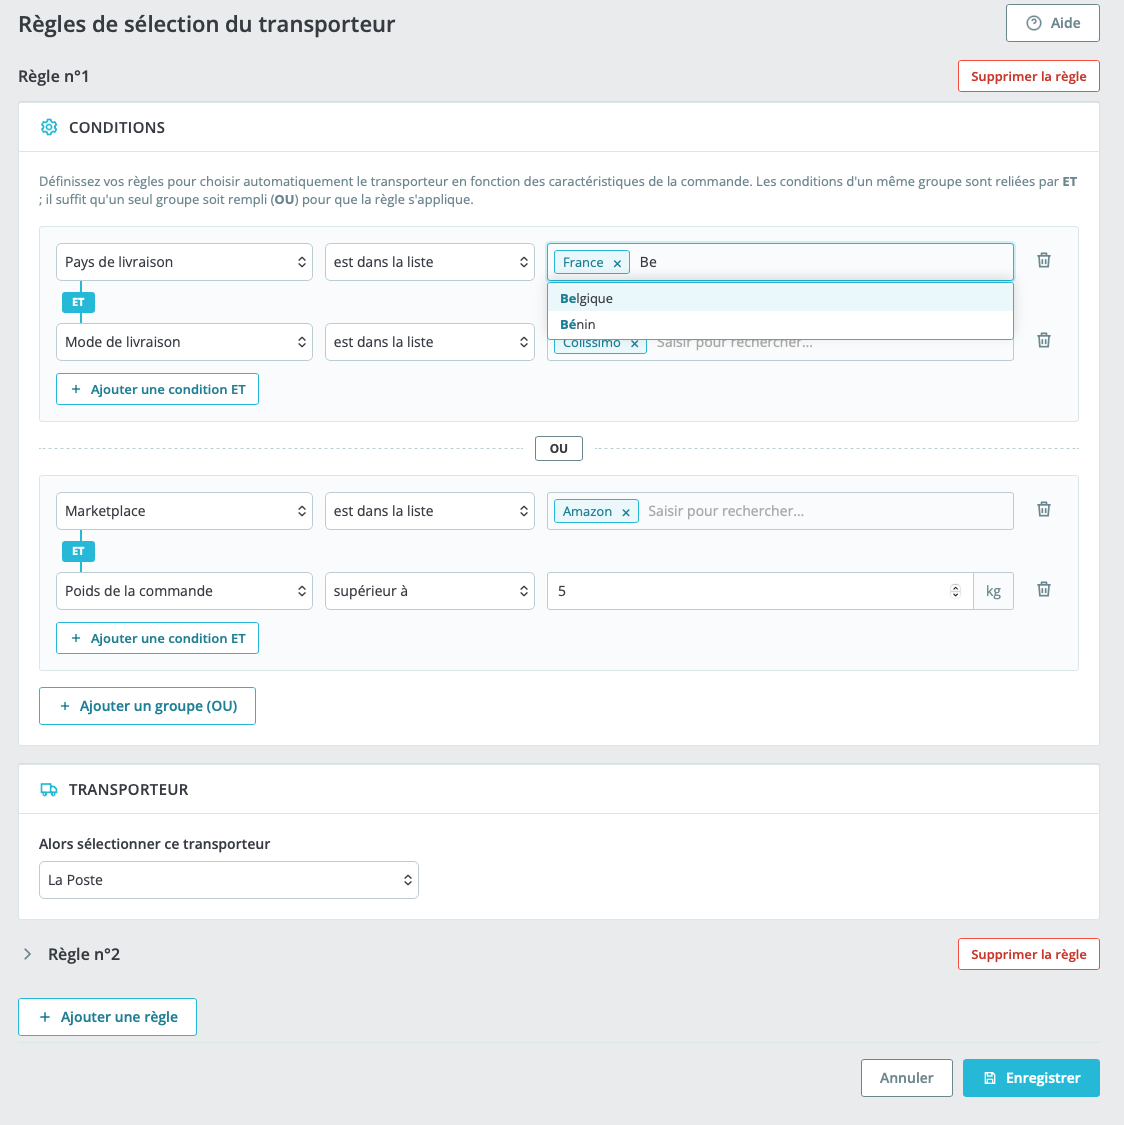 Règles de sélection du transporteur
Aide
Règle n°1
Supprimer la règle
CONDITIONS
Définissez vos règles pour choisir automatiquement le transporteur en fonction des caractéristiques de la commande. Les conditions d'un même groupe sont reliées par ET
; il suffit qu'un seul groupe soit rempli (OU) pour que la règle s'applique.
Pays de livraison
est dans la liste
France × Be
Belgique
Bénin
ET
Mode de livraison
est dans la liste
Colissimo × Saisir pour rechercher...
+ Ajouter une condition ET
OU
Marketplace
est dans la liste
Amazon × Saisir pour rechercher...
ET
Poids de la commande
supérieur à
5
kg
+ Ajouter une condition ET
+ Ajouter un groupe (OU)
TRANSPORTEUR
Alors sélectionner ce transporteur
La Poste
Règle n°2
Supprimer la règle
+ Ajouter une règle
Annuler
Enregistrer